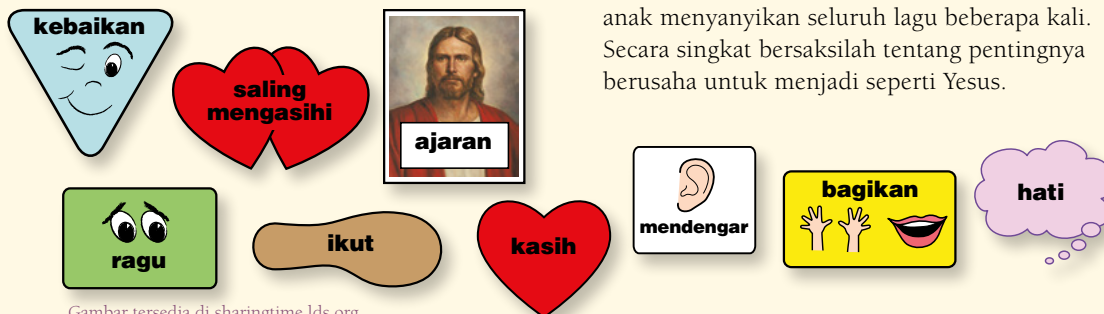 anak menyanyikan seluruh lagu beberapa kali.
Secara singkat bersaksilah tentang pentingnya
berusaha untuk menjadi seperti Yesus.
kebaikan
saling
mengasihi
ajaran
mendengar
bagikan
hati
ragu
ikut
kasih
Gambar tersedia di sharingtime.lds.org